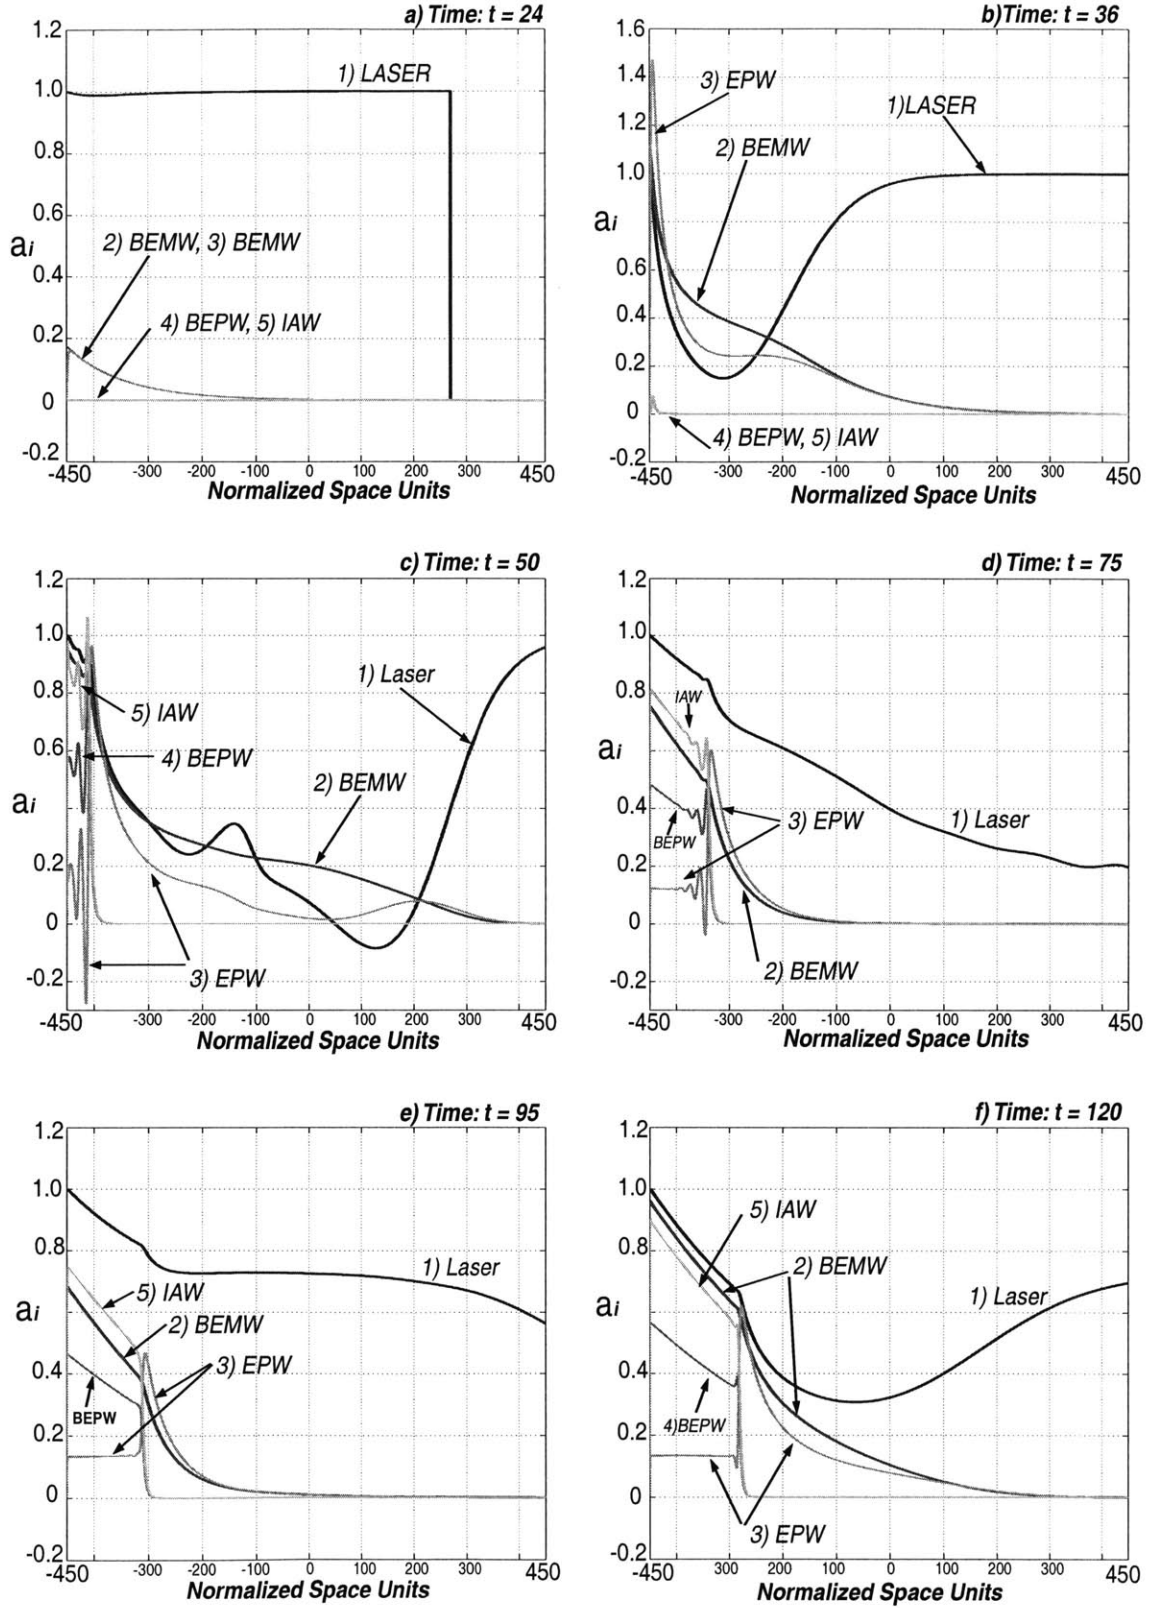 a) Time: t = 24
1.2
1.0
0.8
0.6
0.4
0.2
0
-0.2
ai
1) LASER
2) BEMW, 3) BEMW
4) BEPW, 5) IAW
-450 -300 -200 -100 0 100 200 300 450
Normalized Space Units
b)Time: t = 36
1.6
1.4
1.2
1.0
0.6
0.4
0.2
0
-0.2
ai
3) EPW
1)LASER
2) BEMW
4) BEPW, 5) IAW
-450 -300 -200 -100 0 100 200 300 450
Normalized Space Units
c) Time: t = 50
1.2
1.0
0.8
0.6
0.2
0
-0.2
ai
1) Laser
5) IAW
4) BEPW
2) BEMW
3) EPW
-450 -300 -200 -100 0 100 200 300 450
Normalized Space Units
d) Time: t = 75
1.2
1.0
0.8
0.6
0.4
0.2
0
-0.2
ai
IAW
3) EPW
1) Laser
BEPW
2) BEMW
-450 -300 -200 -100 0 100 200 300 450
Normalized Space Units
e) Time: t = 95
1.2
1.0
0.8
0.6
0.4
0.2
0
-0.2
ai
1) Laser
5) IAW
2) BEMW
3) EPW
BEPW
-450 -300 -200 -100 0 100 200 300 450
Normalized Space Units
f) Time: t = 120
1.2
1.0
0.8
0.6
0.4
0.2
0
-0.2
ai
5) IAW
2) BEMW
1) Laser
4)BEPW
3) EPW
-450 300 -200 -100 0 100 200 300 450
Normalized Space Units